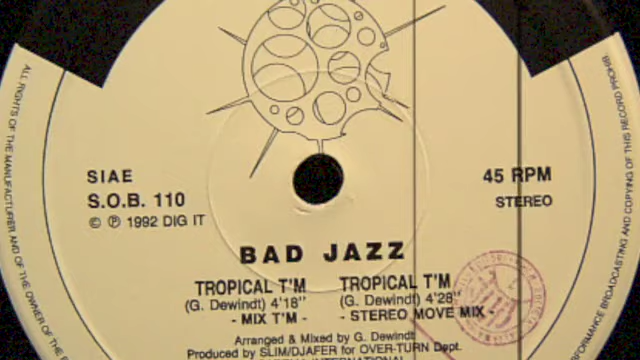 ALL RIGHTS OF THE MANUFACTURER AND OF THE OWNER OF
SIAE
S.O.B. 110
© ℗ 1992 DIG IT
45 RPM
STEREO
BAD JAZZ
TROPICAL T'M TROPICAL T'M
(G. Dewindt) 4'18" (G. Dewindt) 4'28"
- MIX T'M - - STEREO MOVE MIX -
Arranged & Mixed by G. Dewindt
Produced by SLIM/DJAFER for OVER-TURN Dept.
INTERNATIONAL
PERFORMANCE BROADCASTING AND COPYING OF THIS RECORD PROHIB